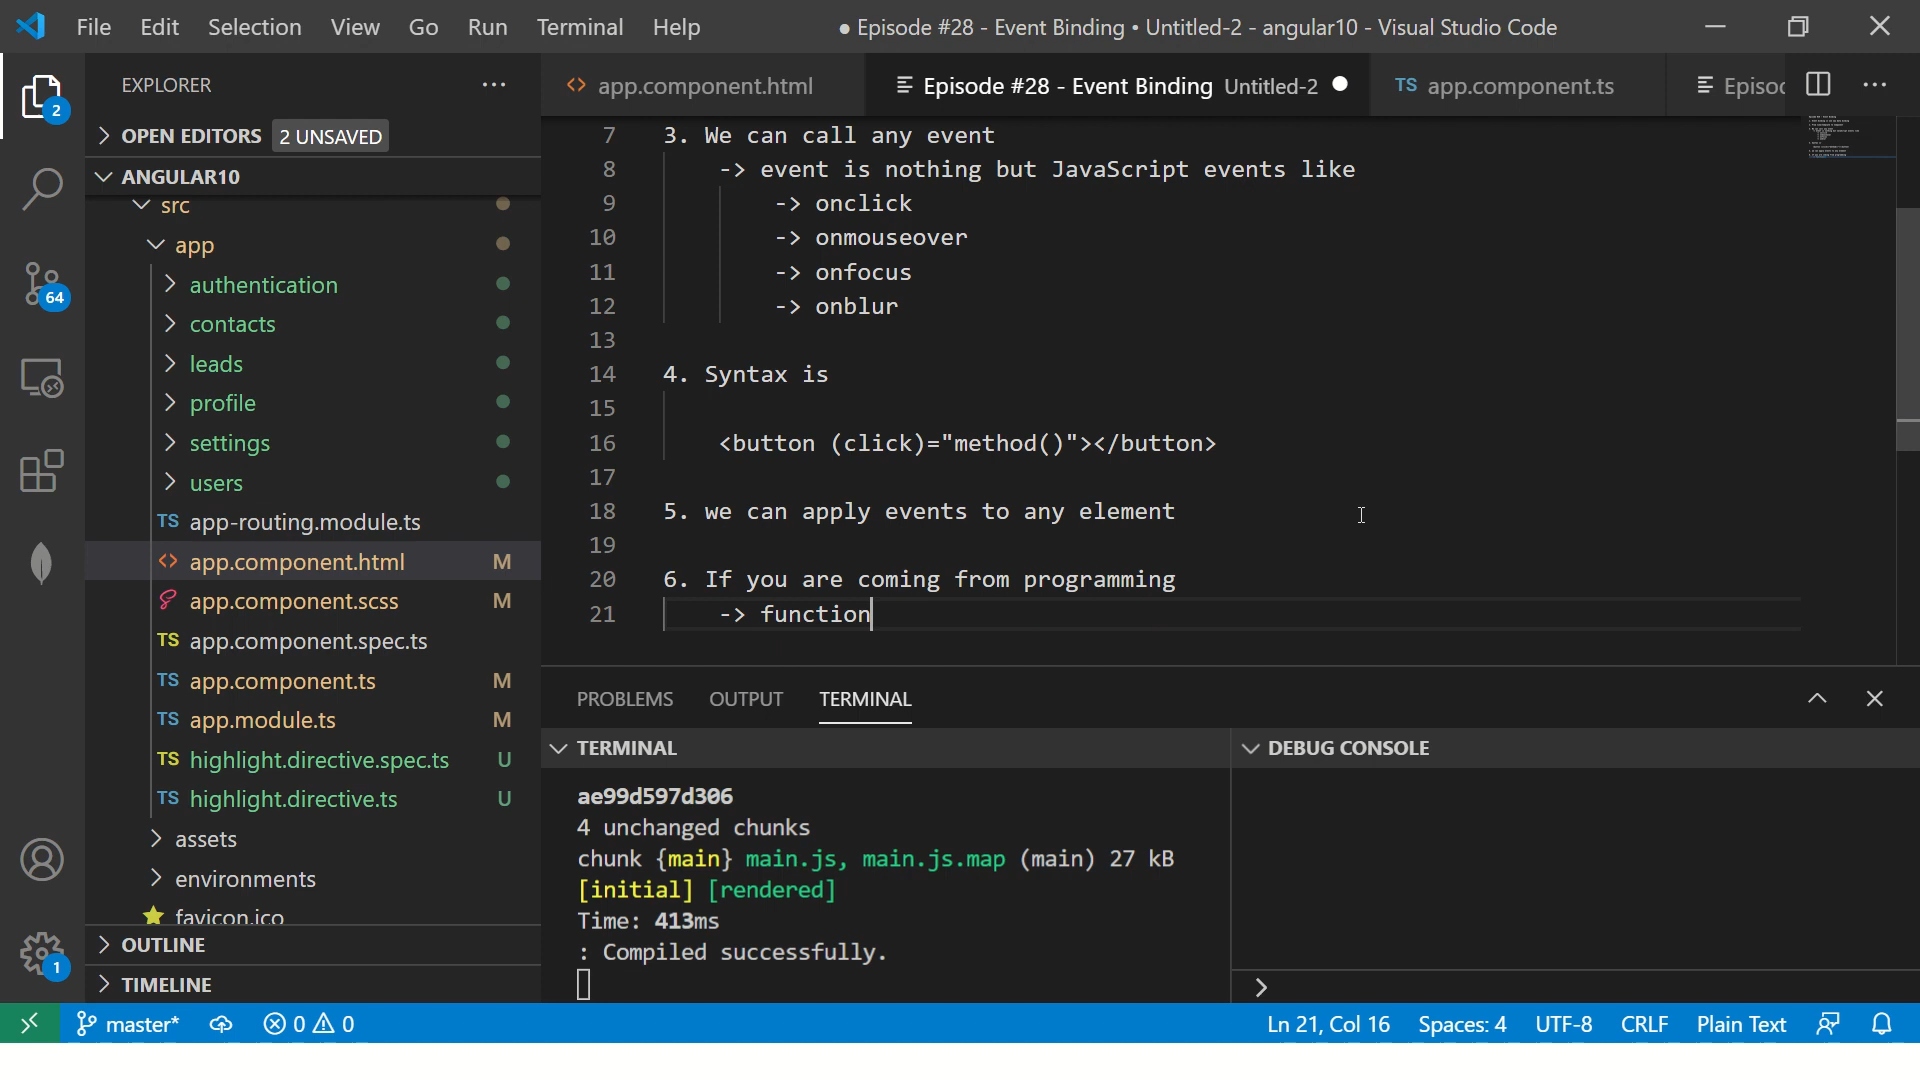 File Edit Selection View Go Run Terminal Help ● Episode #28 - Event Binding • Untitled-2 - angular10 - Visual Studio Code
EXPLORER ...
<> app.component.html Episode #28 - Event Binding Untitled-2 ● TS app.component.ts Episo ...
2
> OPEN EDITORS 2 UNSAVED
ANGULAR10
src
app
authentication
contacts
leads
profile
settings
users
TS app-routing.module.ts
<> app.component.html M
app.component.scss M
TS app.component.spec.ts
TS app.component.ts M
TS app.module.ts M
TS highlight.directive.spec.ts U
TS highlight.directive.ts U
assets
environments
favicon.ico
OUTLINE
TIMELINE
64
1
7 3. We can call any event
8 -> event is nothing but JavaScript events like
9 -> onclick
10 -> onmouseover
11 -> onfocus
12 -> onblur
13
14 4. Syntax is
15
16 <button (click)="method()"></button>
17
18 5. we can apply events to any element
19
20 6. If you are coming from programming
21 -> function
PROBLEMS OUTPUT TERMINAL
TERMINAL
ae99d597d306
4 unchanged chunks
chunk {main} main.js, main.js.map (main) 27 kB
[initial] [rendered]
Time: 413ms
: Compiled successfully.
DEBUG CONSOLE
>
master* 0 0 Ln 21, Col 16 Spaces: 4 UTF-8 CRLF Plain Text